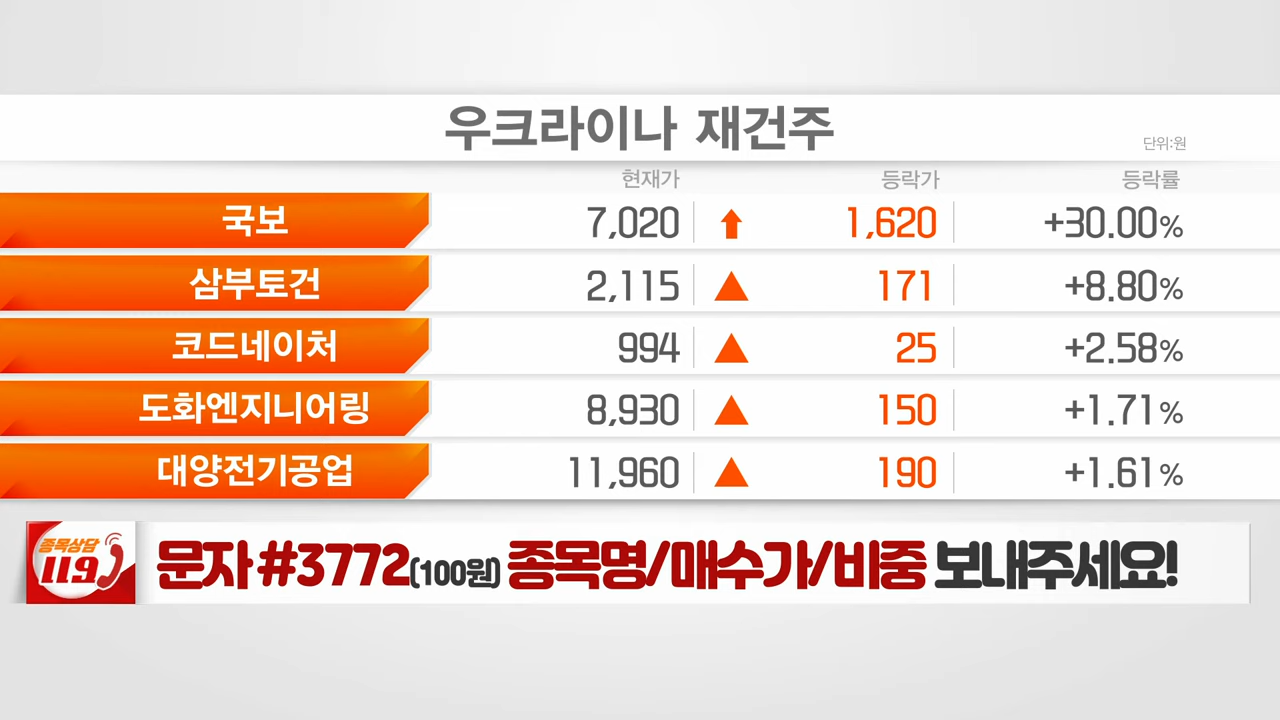 우크라이나 재건주
단위:원
현재가 등락가 등락률
국보 7,020 1,620 +30.00%
삼부토건 2,115 ▲ 171 +8.80%
코드네이처 994 ▲ 25 +2.58%
도화엔지니어링 8,930 ▲ 150 +1.71%
대양전기공업 11,960 ▲ 190 +1.61%
종목상담
119
문자 #3772(100원) 종목명/매수가/비중 보내주세요!